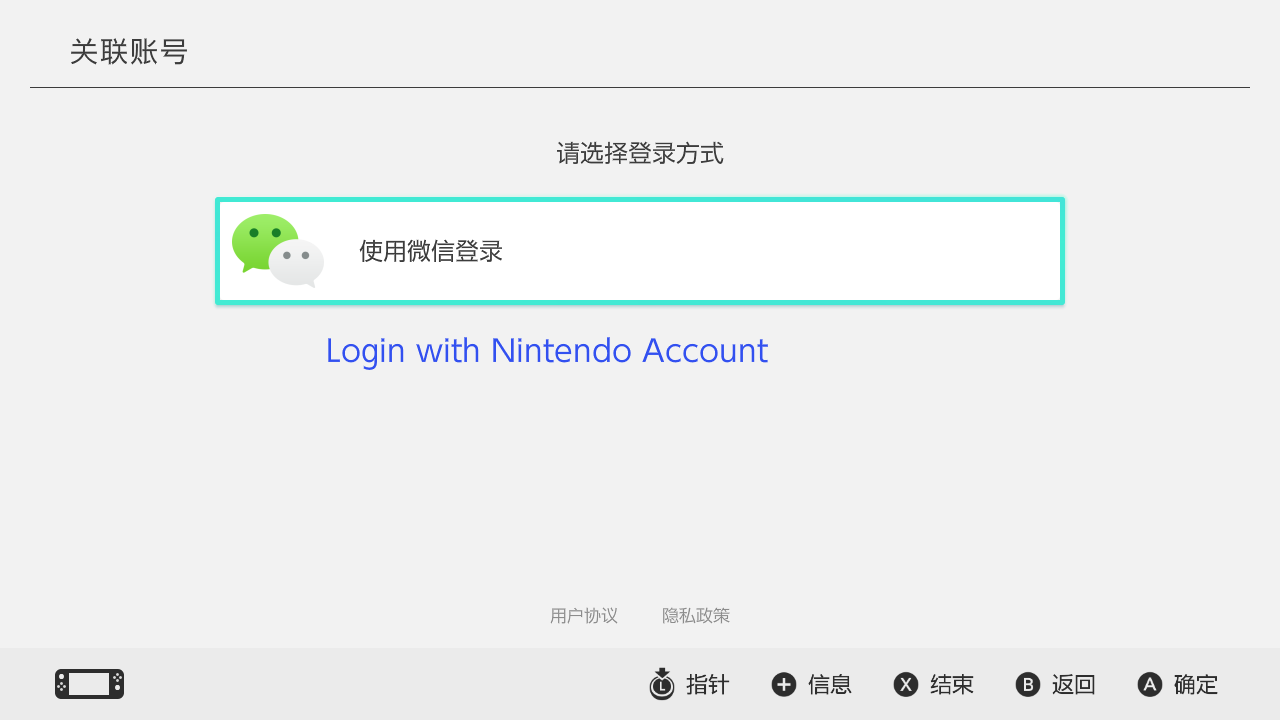 关联账号
请选择登录方式
使用微信登录
Login with Nintendo Account
用户协议 隐私政策
L 指针 + 信息 X 结束 B 返回 A 确定